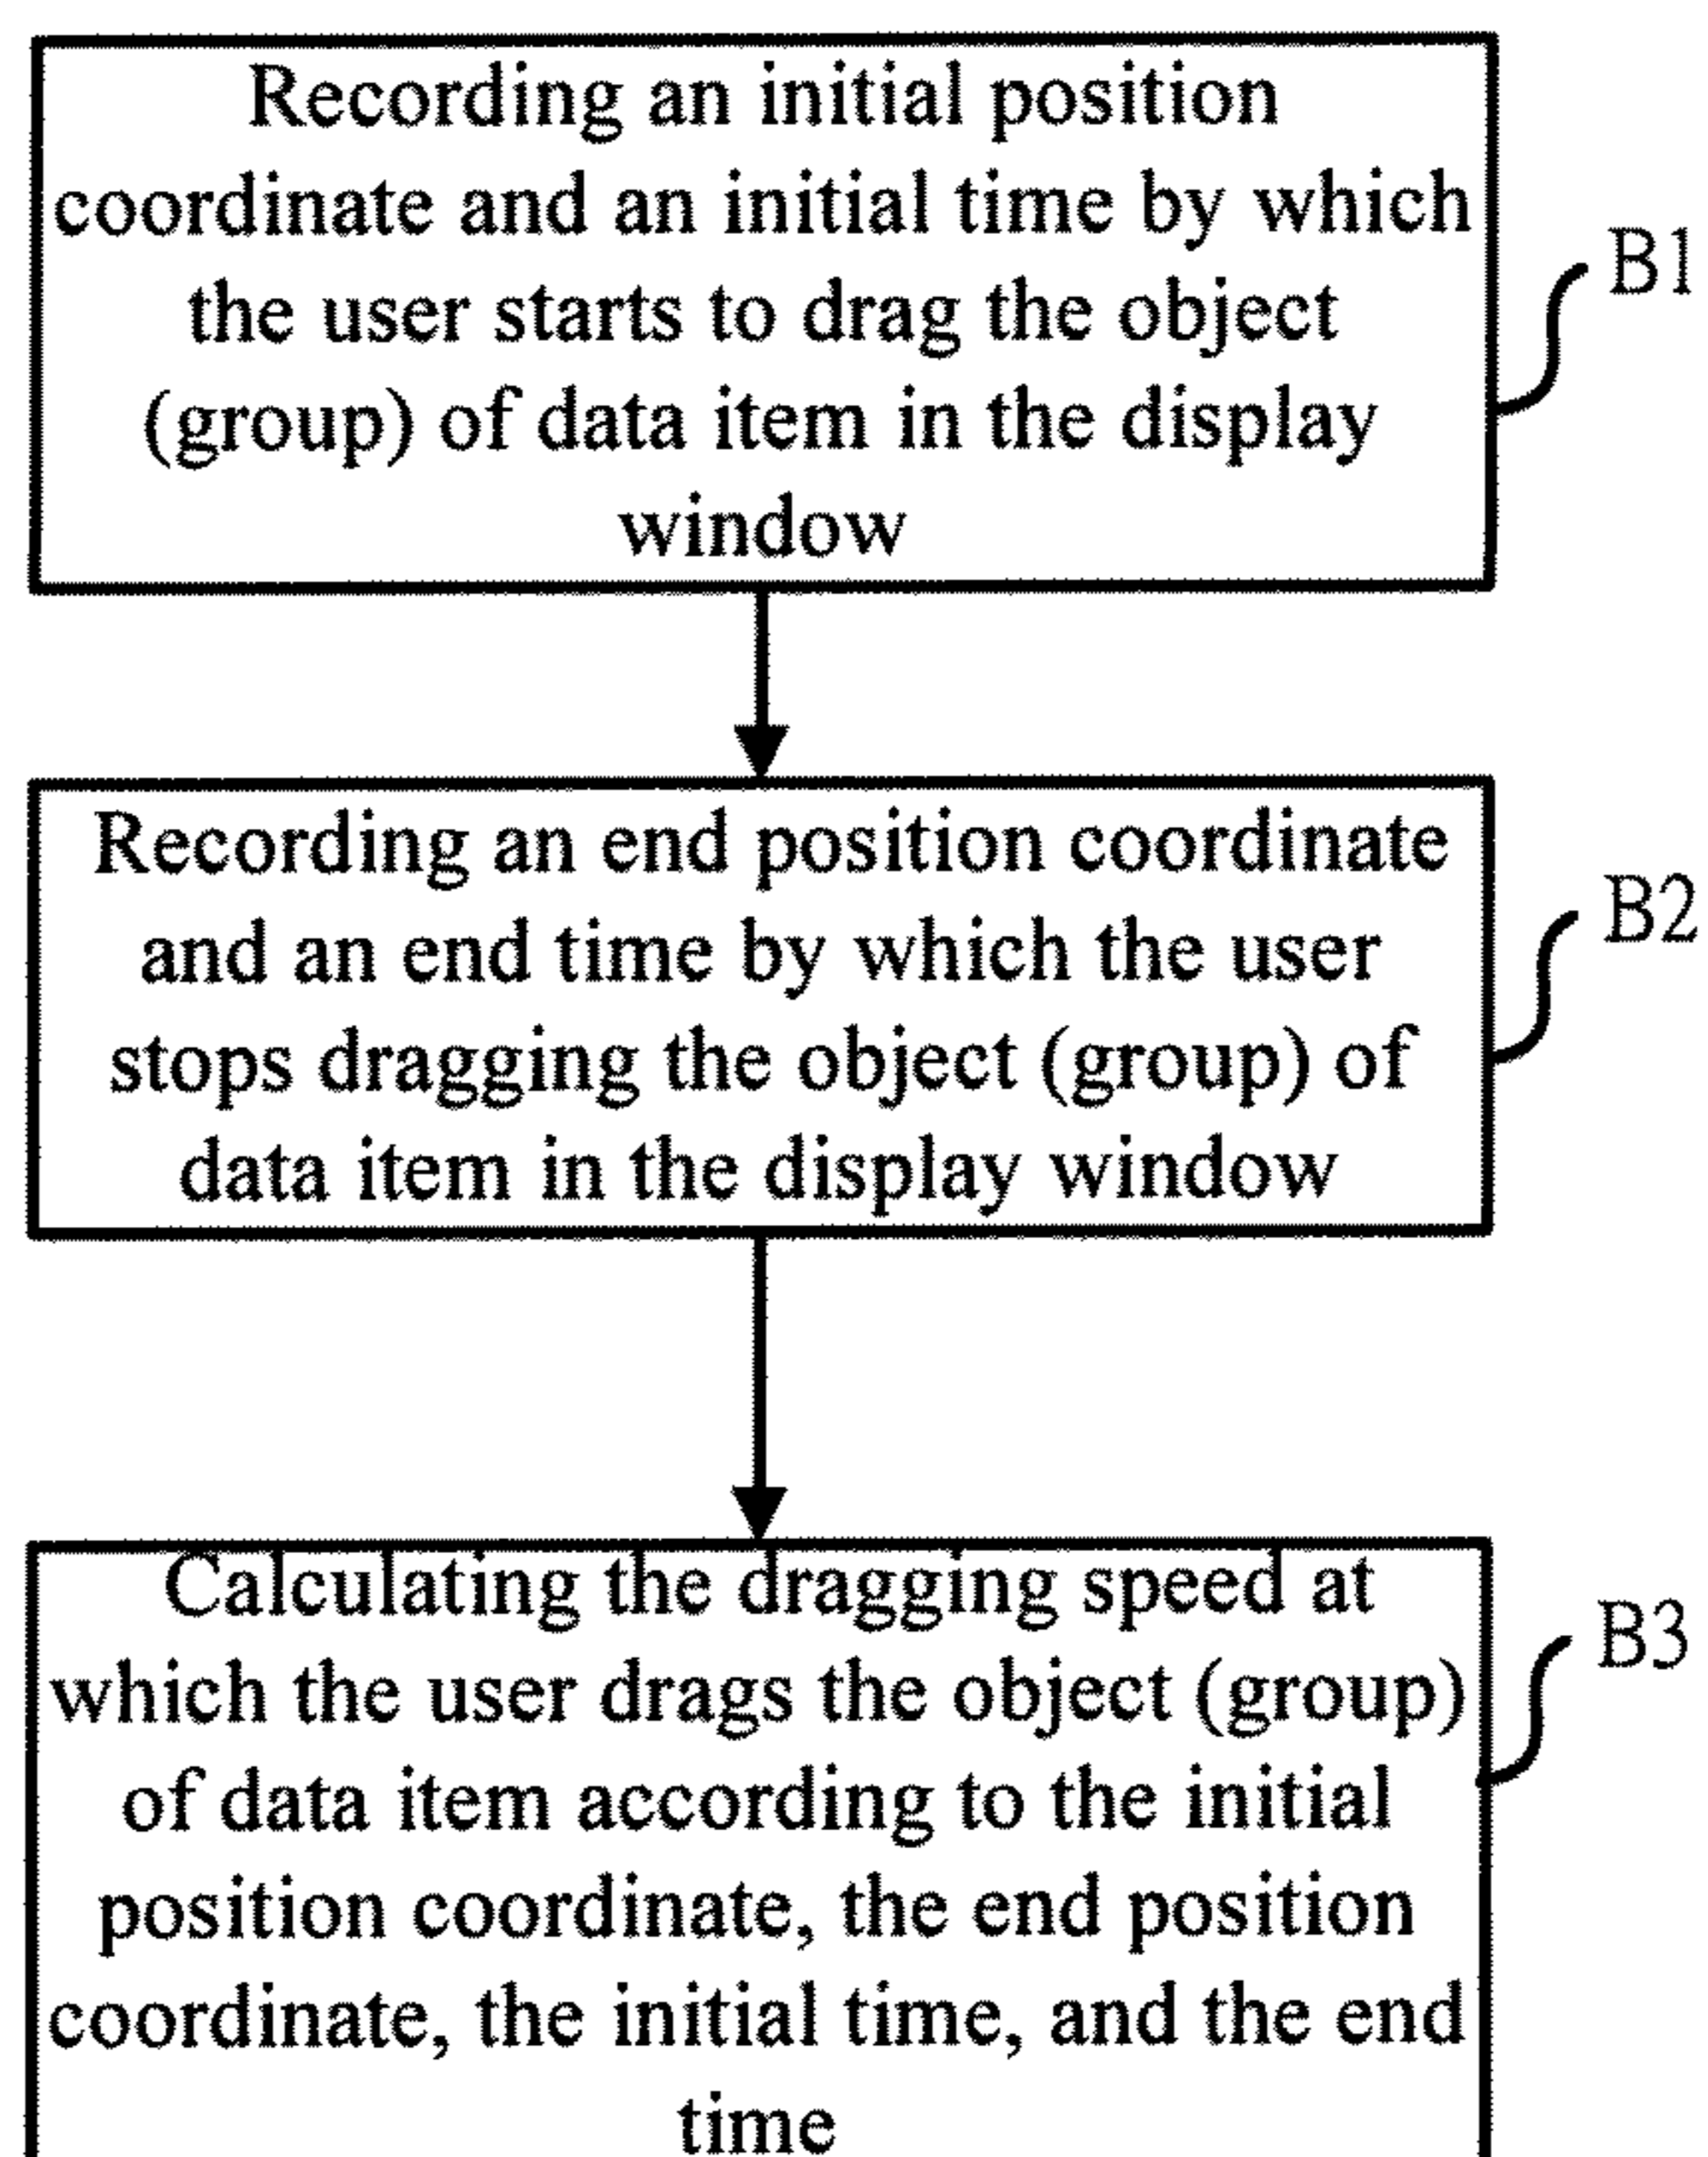 Recording an initial position
coordinate and an initial time by which
the user starts to drag the object
(group) of data item in the display
window
B1
Recording an end position coordinate
and an end time by which the user
stops dragging the object (group) of
data item in the display window
B2
Calculating the dragging speed at
which the user drags the object (group)
of data item according to the initial
position coordinate, the end position
coordinate, the initial time, and the end
time
B3